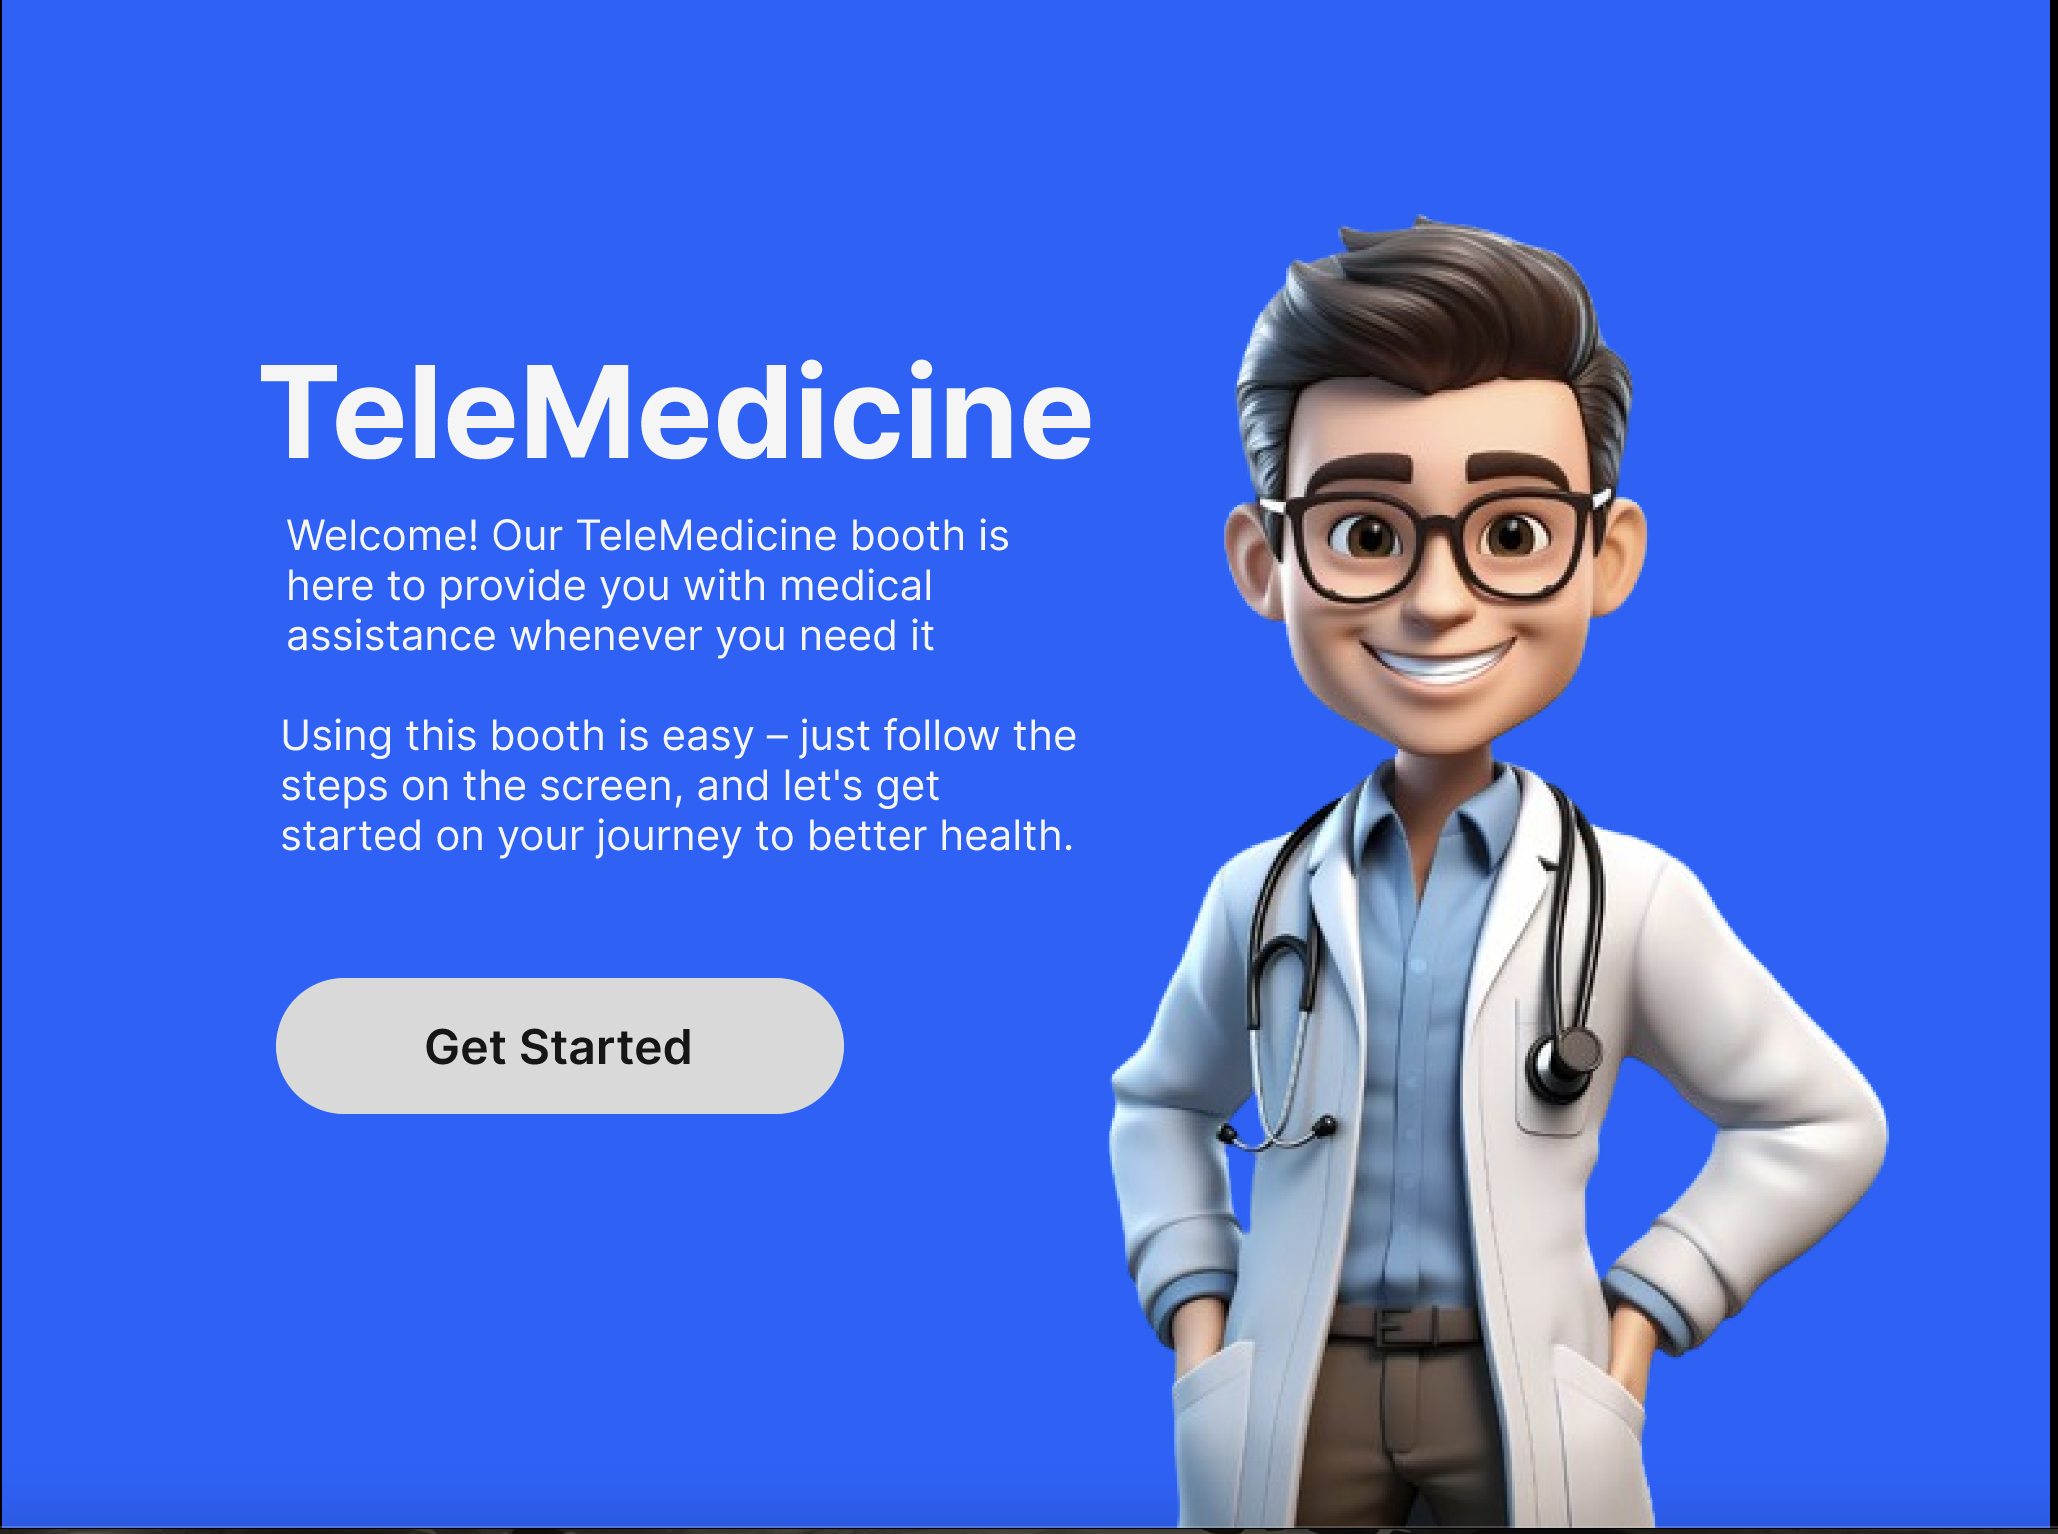 TeleMedicine
Welcome! Our TeleMedicine booth is
here to provide you with medical
assistance whenever you need it
Using this booth is easy – just follow the
steps on the screen, and let's get
started on your journey to better health.
Get Started